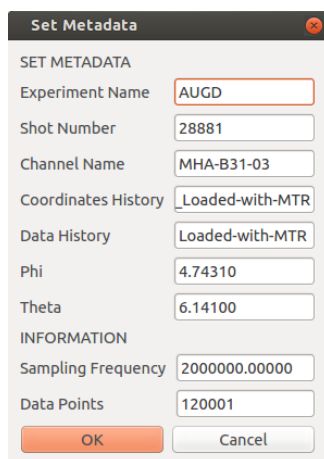 Set Metadata
SET METADATA
Experiment Name AUGD
Shot Number 28881
Channel Name MHA-B31-03
Coordinates History _Loaded-with-MTR
Data History Loaded-with-MTR
Phi 4.74310
Theta 6.14100
INFORMATION
Sampling Frequency 2000000.00000
Data Points 120001
OK Cancel